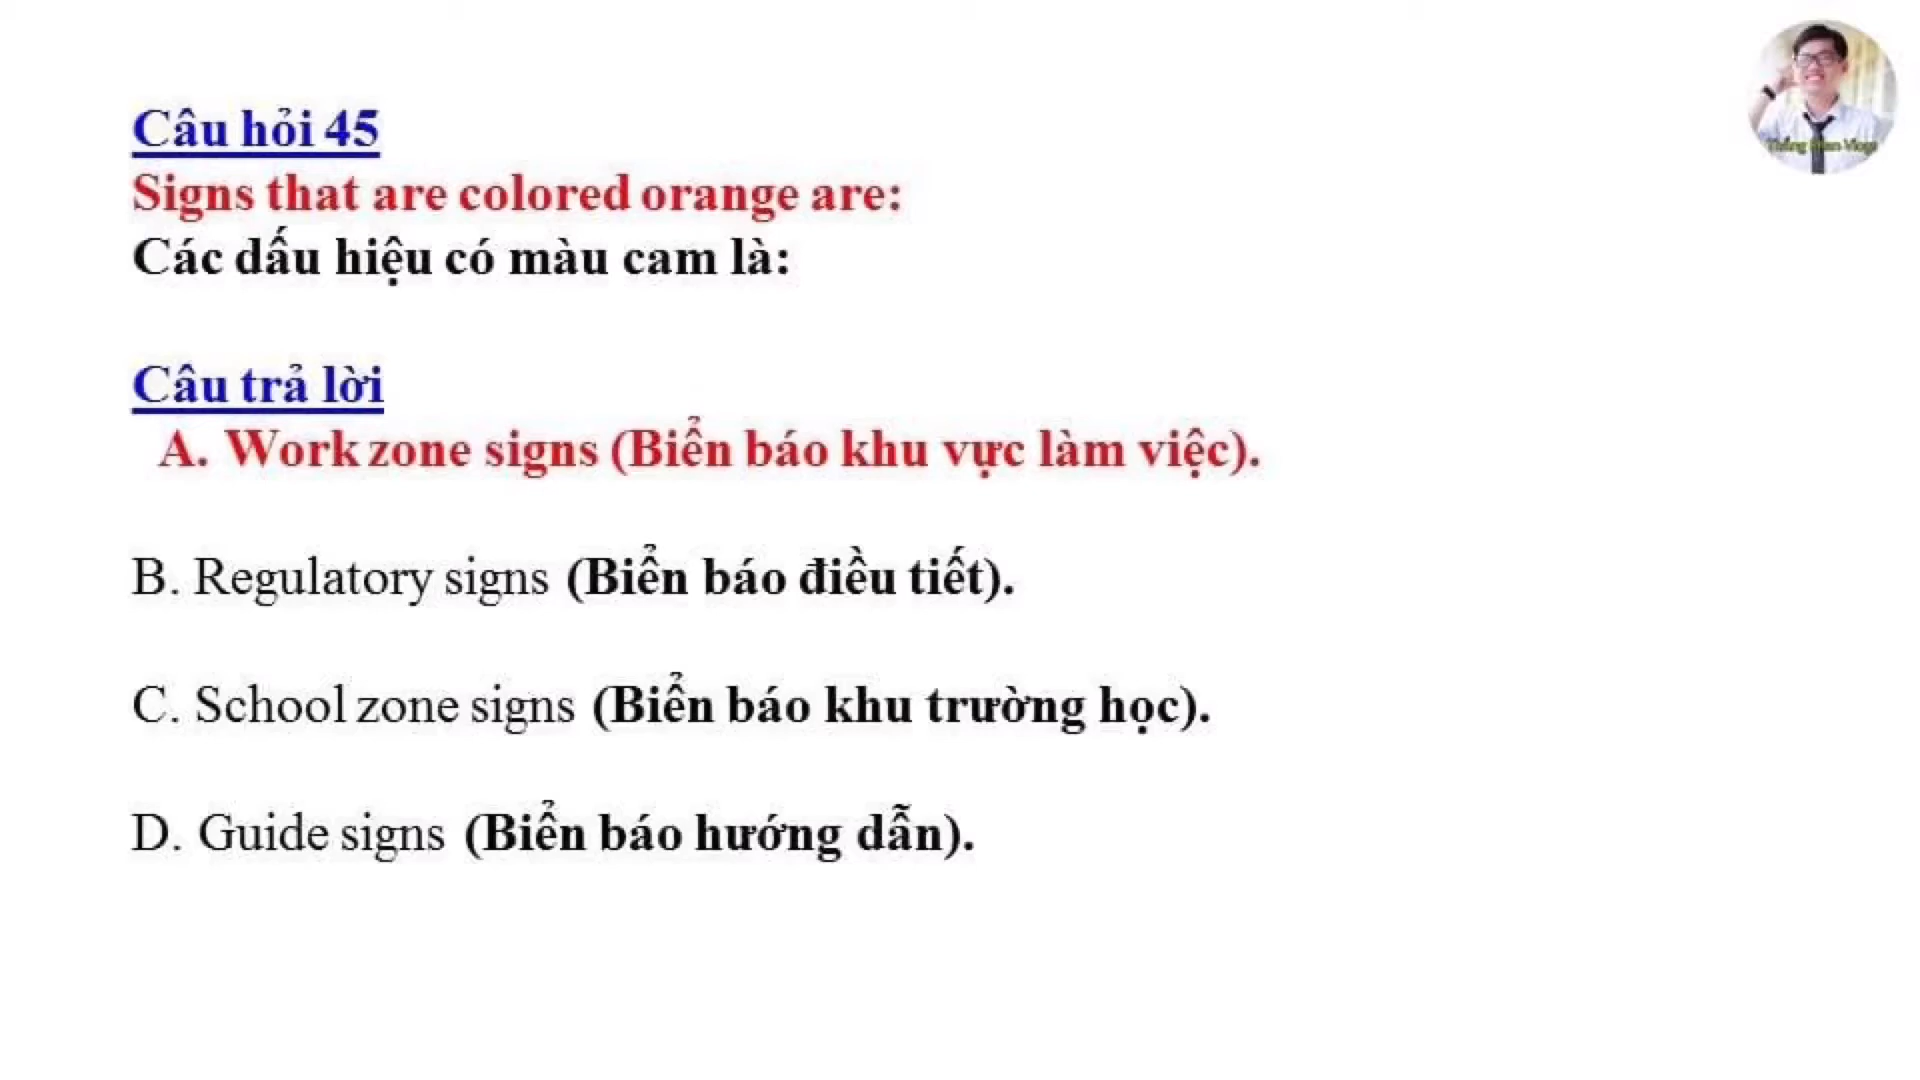 Câu hỏi 45
Signs that are colored orange are:
Các dấu hiệu có màu cam là:
Câu trả lời
A. Work zone signs (Biển báo khu vực làm việc).
B. Regulatory signs (Biển báo điều tiết).
C. School zone signs (Biển báo khu trường học).
D. Guide signs (Biển báo hướng dẫn).